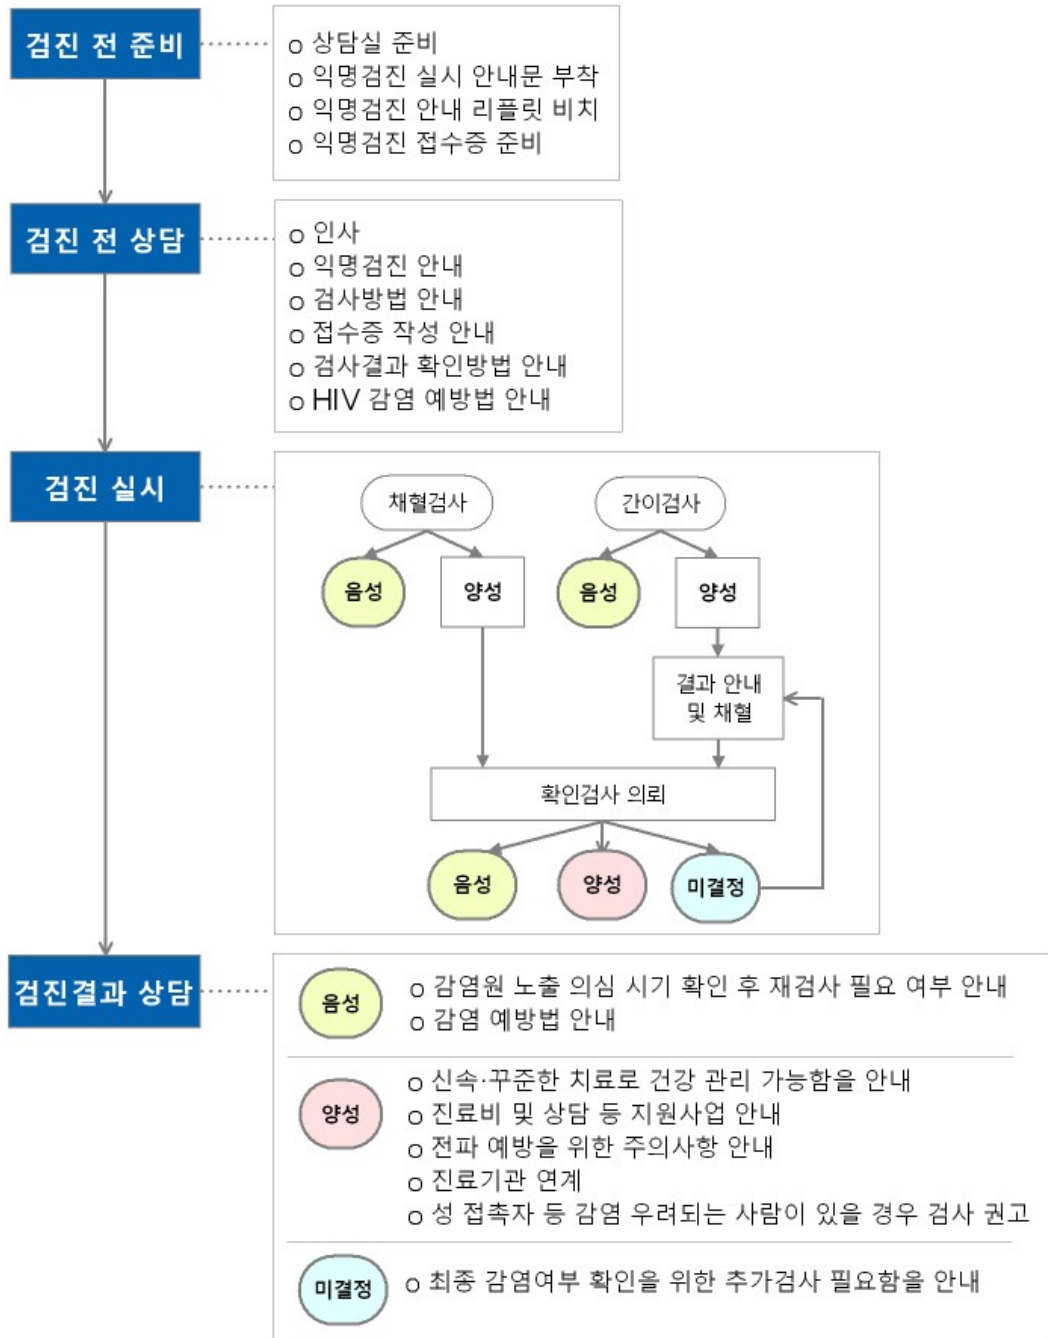 검진 전 준비
o 상담실 준비
o 익명검진 실시 안내문 부착
o 익명검진 안내 리플릿 비치
o 익명검진 접수증 준비
검진 전 상담
o 인사
o 익명검진 안내
o 검사방법 안내
o 접수증 작성 안내
o 검사결과 확인방법 안내
o HIV 감염 예방법 안내
검진 실시
채혈검사
간이검사
음성
양성
음성
양성
결과 안내
및 채혈
확인검사 의뢰
음성
양성
미결정
검진결과 상담
음성
o 감염원 노출 의심 시기 확인 후 재검사 필요 여부 안내
o 감염 예방법 안내
양성
o 신속·꾸준한 치료로 건강 관리 가능함을 안내
o 진료비 및 상담 등 지원사업 안내
o 전파 예방을 위한 주의사항 안내
o 진료기관 연계
o 성 접촉자 등 감염 우려되는 사람이 있을 경우 검사 권고
미결정
o 최종 감염여부 확인을 위한 추가검사 필요함을 안내